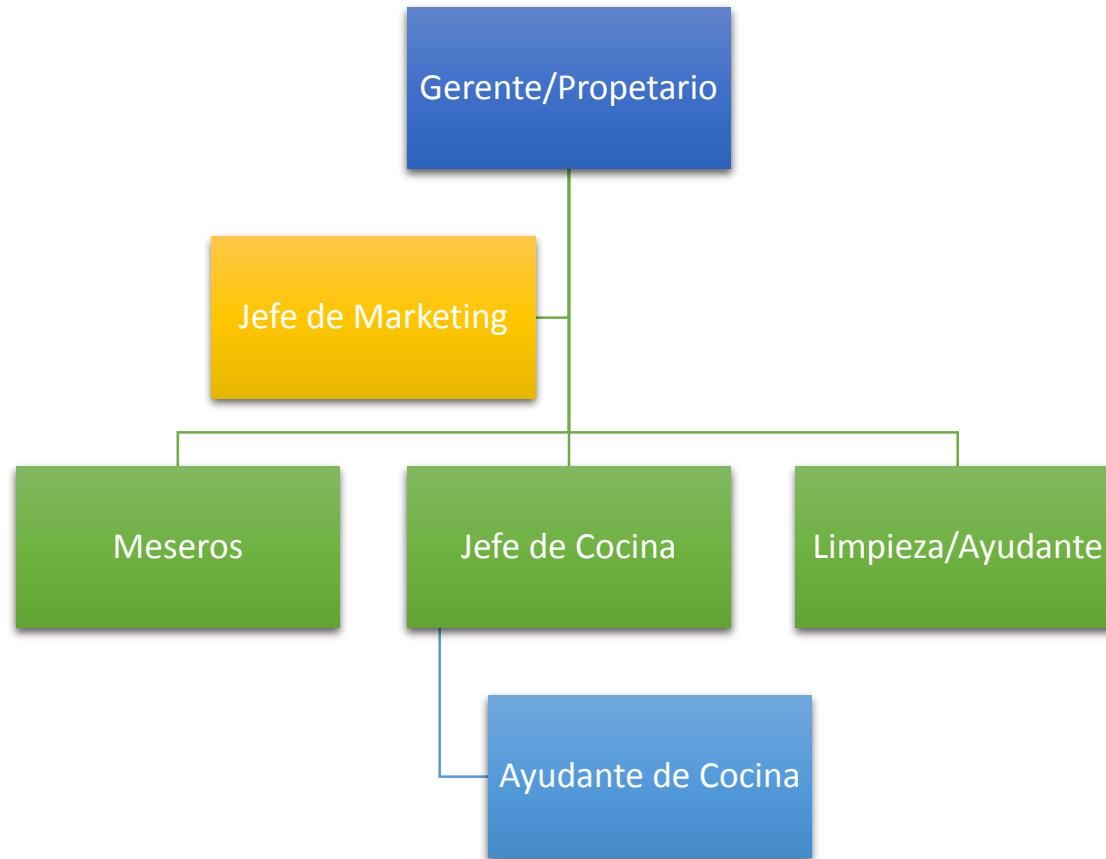 Gerente/Propetario
Jefe de Marketing
Meseros
Jefe de Cocina
Limpieza/Ayudante
Ayudante de Cocina